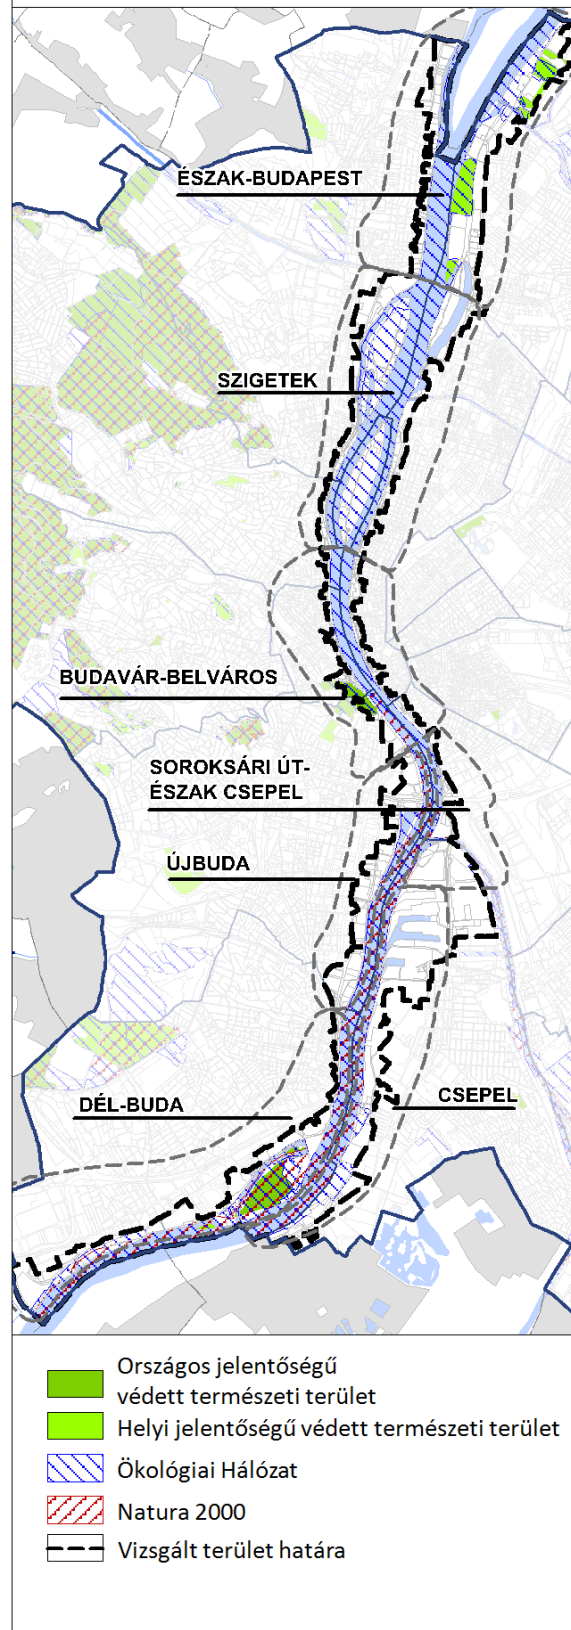 ÉSZAK-BUDAPEST
SZIGETEK
BUDAVÁR-BELVÁROS
SOROKSÁRI ÚT-
ÉSZAK CSEPEL
ÚJBUDA
DÉL-BUDA
CSEPEL
Országos jelentőségű
védett természeti terület
Helyi jelentőségű védett természeti terület
Ökológiai Hálózat
Natura 2000
Vizsgált terület határa